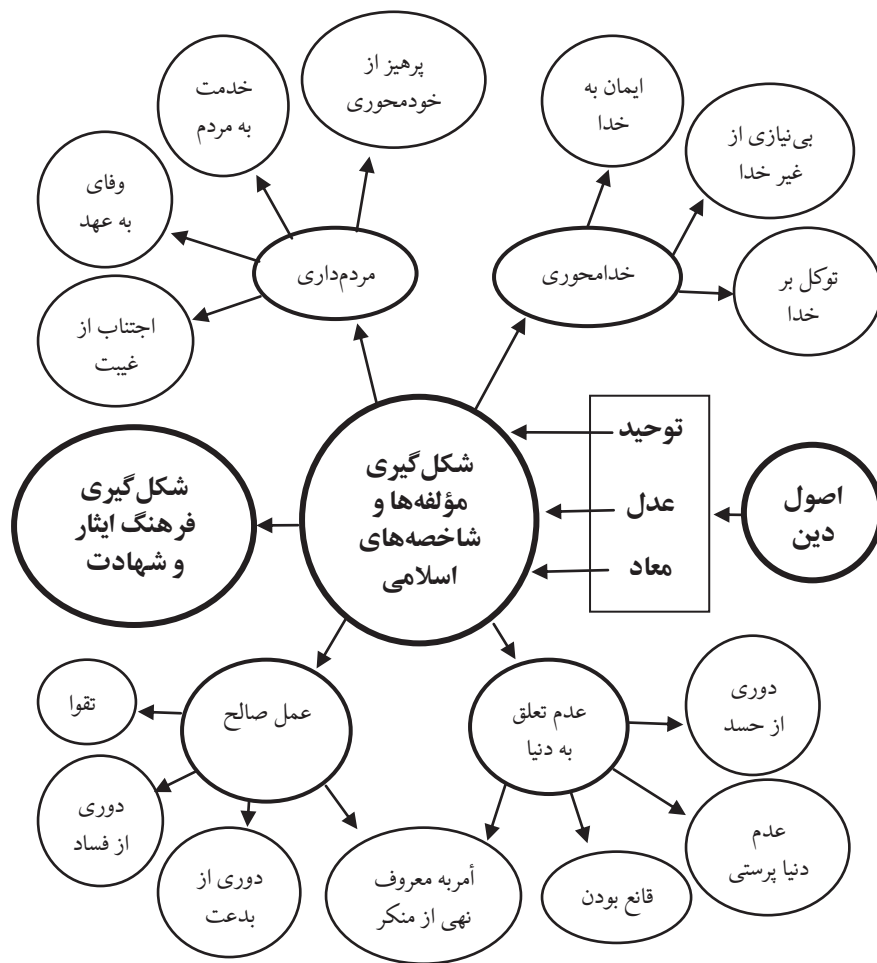 پرهیز از
خودمحوری
خدمت
به مردم
وفای
به عهد
اجتناب از
غیبت
مردم‌داری
ایمان به
خدا
بی‌نیازی از
غیر خدا
توکل بر
خدا
خدامحوری
اصول
دین
توحید
عدل
معاد
شکل‌گیری
مؤلفه‌ها و
شاخصه‌های
اسلامی
شکل‌گیری
فرهنگ ایثار
و شهادت
عدم تعلق
به دنیا
دوری
از حسد
عدم
دنیا پرستی
قانع بودن
أمربه معروف
نهی از منکر
عمل صالح
تقوا
دوری
از فساد
دوری از
بدعت